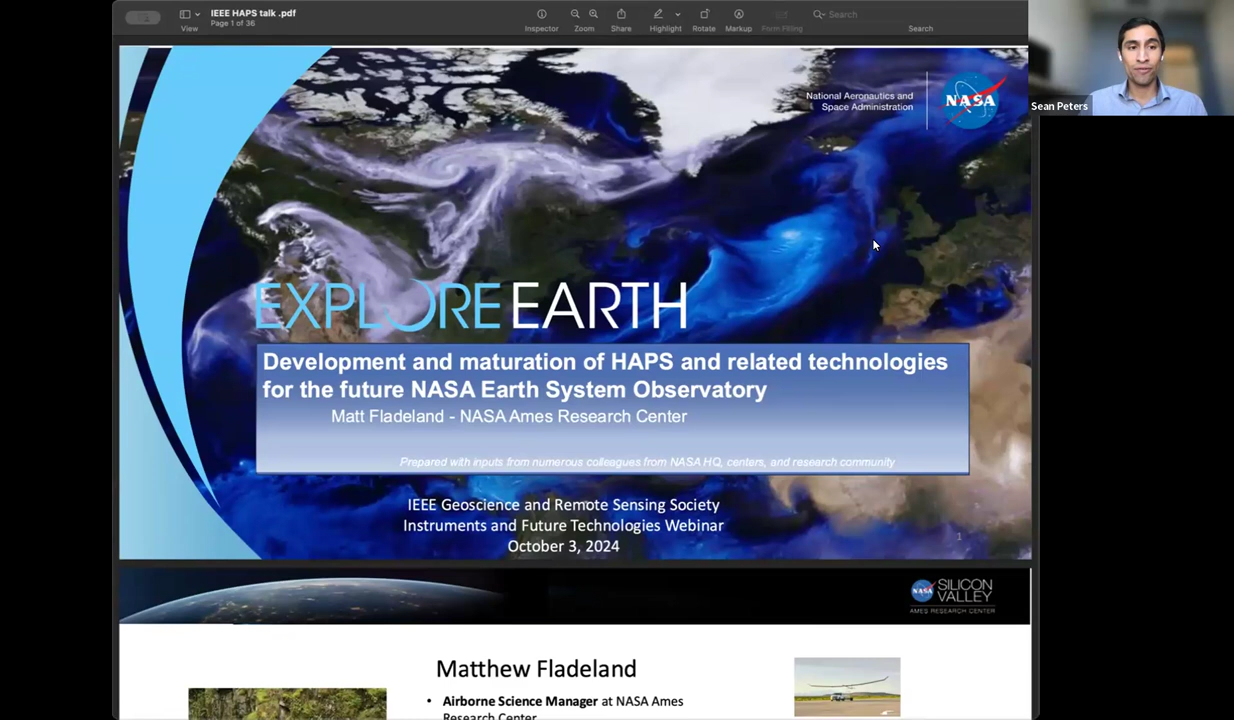 IEEE HAPS talk .pdf
Page 1 of 36
View
Inspector
Zoom
Share
Highlight
Rotate
Markup
Form Filling
Search
Search
Sean Peters
National Aeronautics and
Space Administration
NASA
EXPLORE EARTH
Development and maturation of HAPS and related technologies
for the future NASA Earth System Observatory
Matt Fladeland - NASA Ames Research Center
Prepared with inputs from numerous colleagues from NASA HQ, centers, and research community
IEEE Geoscience and Remote Sensing Society
Instruments and Future Technologies Webinar
October 3, 2024
1
NASA
SILICON
VALLEY
AMES RESEARCH CENTER
Matthew Fladeland
• Airborne Science Manager at NASA Ames
Research Center